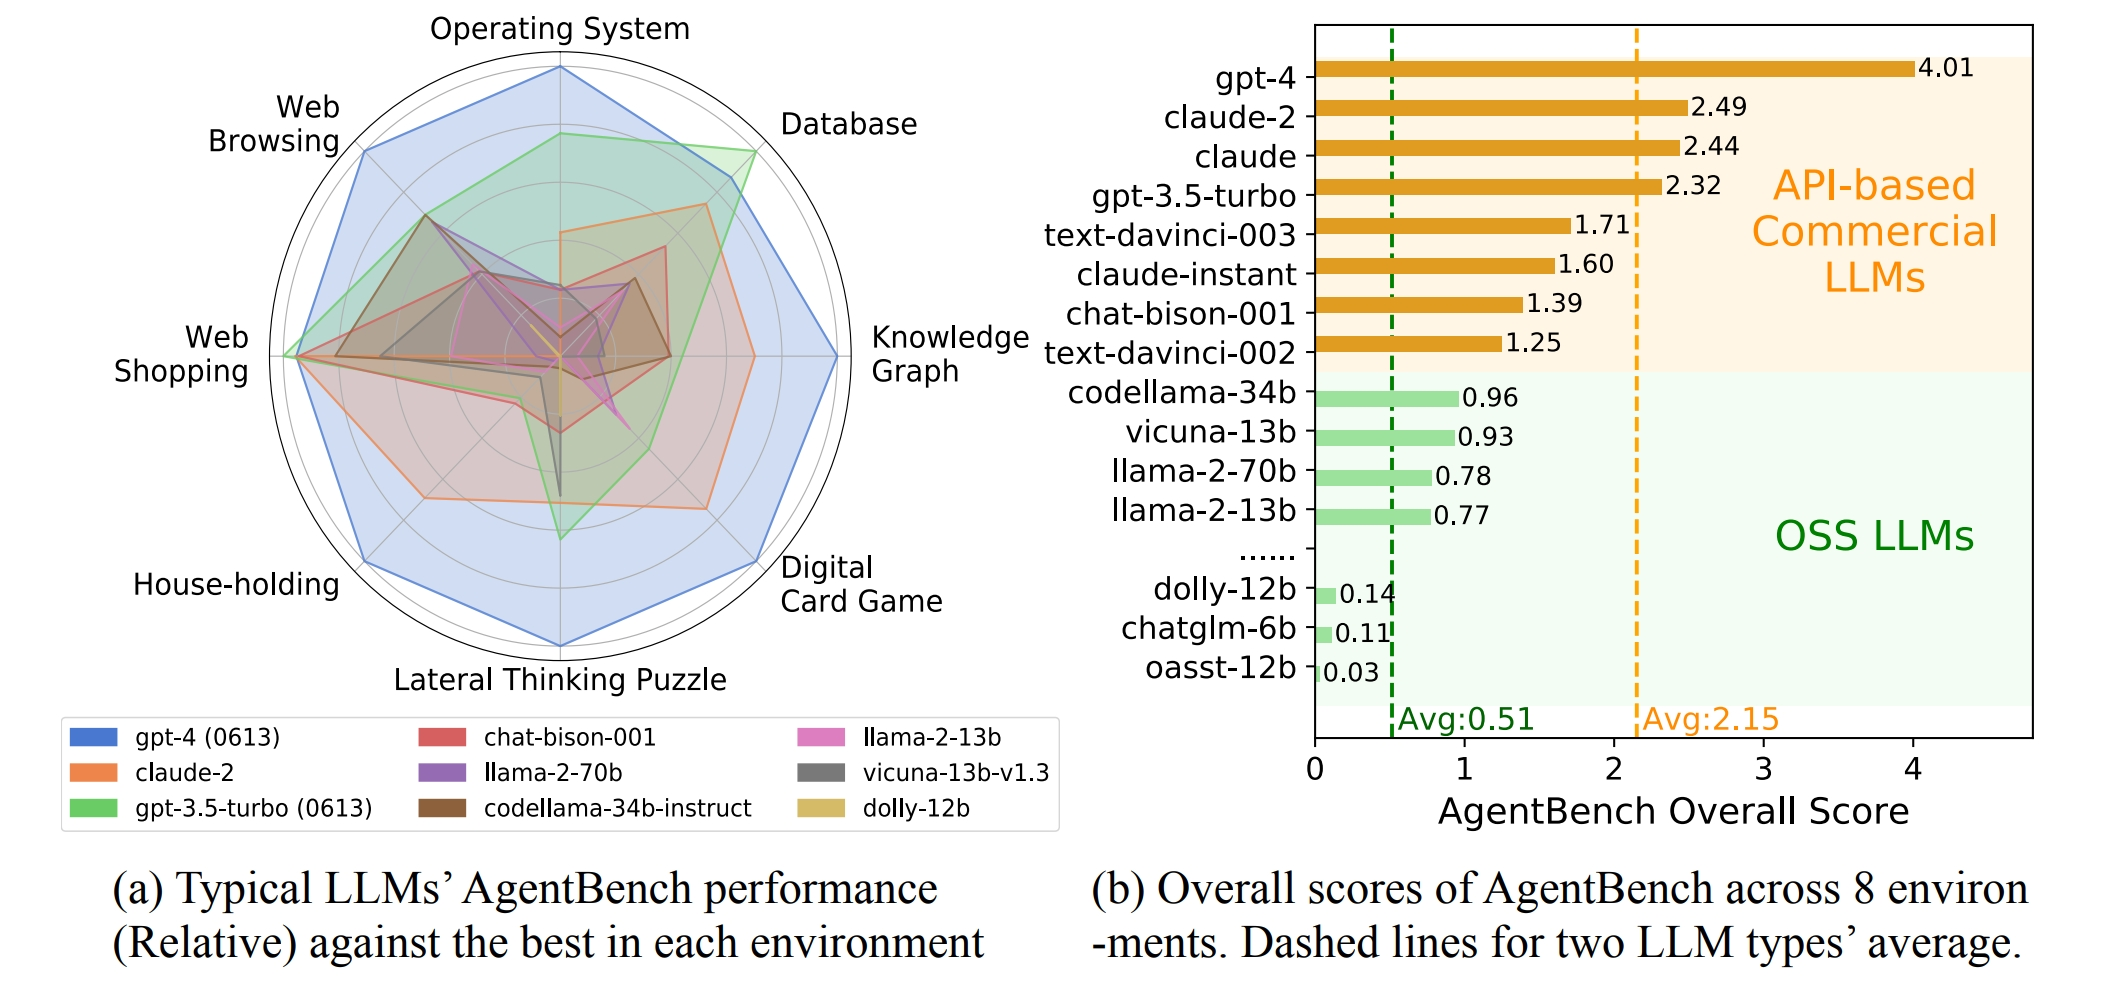 Operating System
Web
Browsing
Database
Web
Shopping
Knowledge
Graph
House-holding
Digital
Card Game
Lateral Thinking Puzzle
gpt-4 (0613)
claude-2
gpt-3.5-turbo (0613)
chat-bison-001
llama-2-70b
codellama-34b-instruct
llama-2-13b
vicuna-13b-v1.3
dolly-12b
(a) Typical LLMs’ AgentBench performance
(Relative) against the best in each environment
gpt-4 4.01
claude-2 2.49
claude 2.44
gpt-3.5-turbo 2.32
text-davinci-003 1.71
claude-instant 1.60
chat-bison-001 1.39
text-davinci-002 1.25
API-based
Commercial
LLMs
codellama-34b 0.96
vicuna-13b 0.93
llama-2-70b 0.78
llama-2-13b 0.77
......
dolly-12b 0.14
chatglm-6b 0.11
oasst-12b 0.03
OSS LLMs
Avg:0.51 Avg:2.15
0 1 2 3 4
AgentBench Overall Score
(b) Overall scores of AgentBench across 8 environ
-ments. Dashed lines for two LLM types’ average.